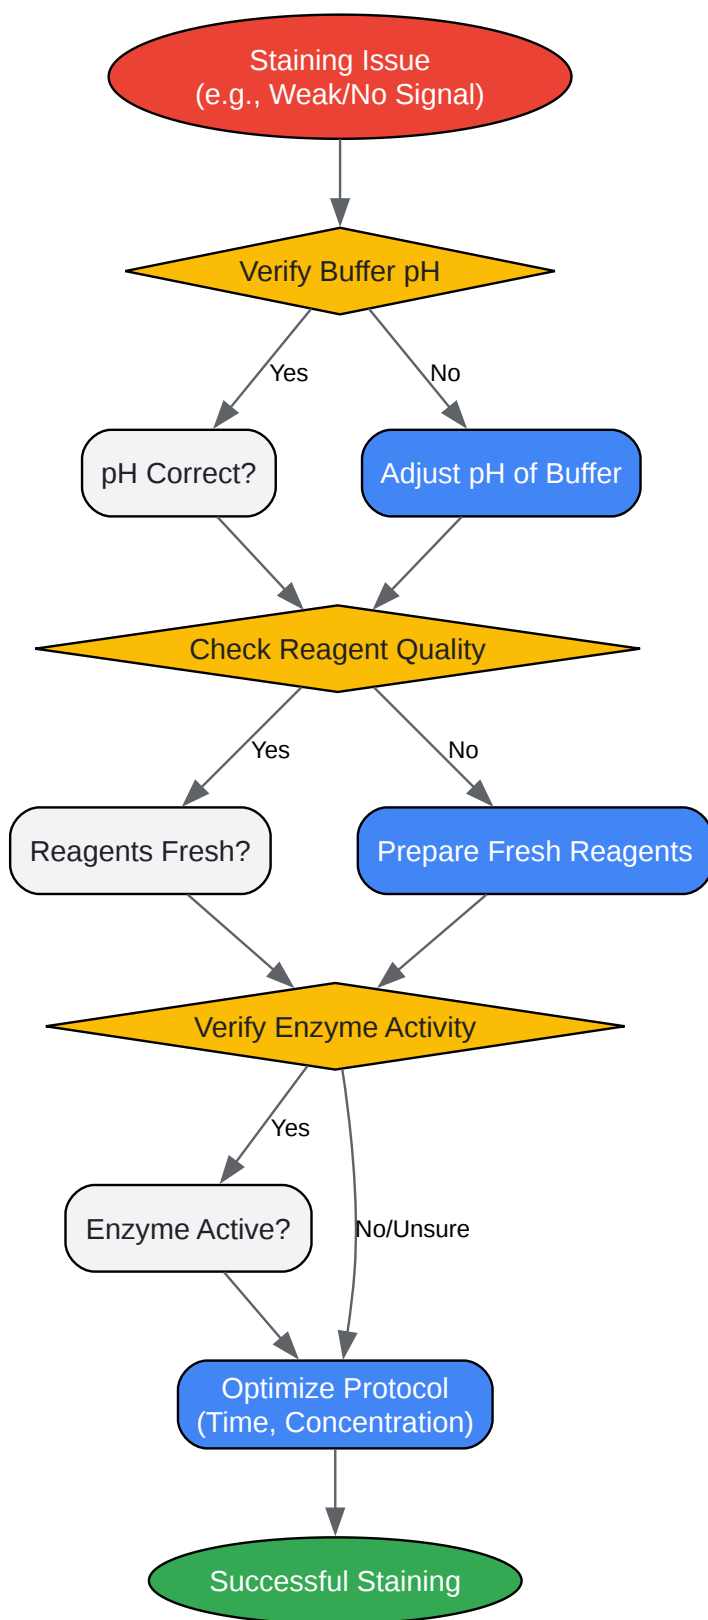 Staining Issue
(e.g., Weak/No Signal)
Verify Buffer pH
Yes
No
pH Correct?
Adjust pH of Buffer
Check Reagent Quality
Yes
No
Reagents Fresh?
Prepare Fresh Reagents
Verify Enzyme Activity
Yes
Enzyme Active?
No/Unsure
Optimize Protocol
(Time, Concentration)
Successful Staining